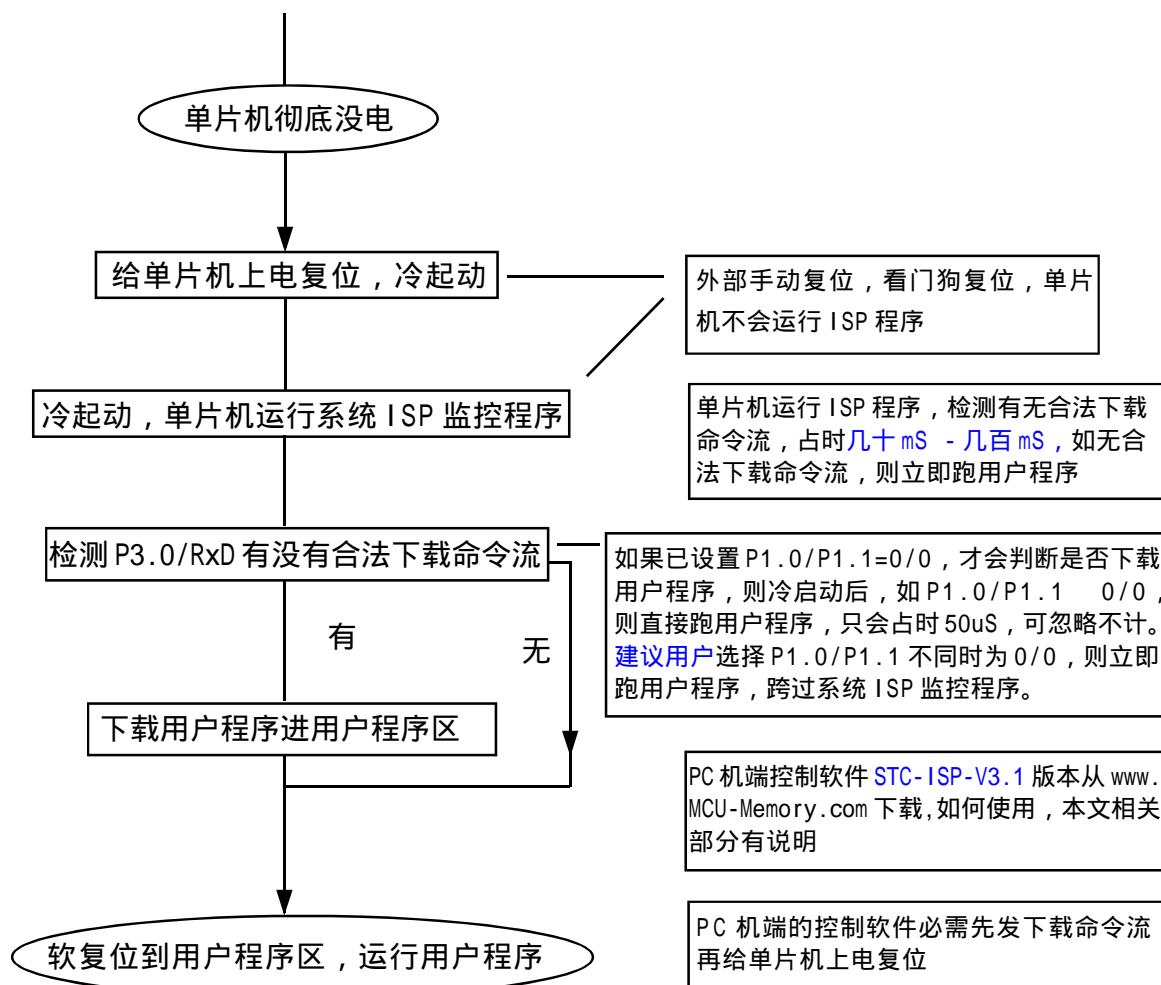 单片机彻底没电
给单片机上电复位，冷起动
外部手动复位，看门狗复位，单片
机不会运行 ISP 程序
冷起动，单片机运行系统 ISP 监控程序
单片机运行 ISP 程序，检测有无合法下载
命令流，占时几十 mS - 几百 mS，如无合
法下载命令流，则立即跑用户程序
检测 P3.0/RxD 有没有合法下载命令流
如果已设置 P1.0/P1.1=0/0，才会判断是否下载
用户程序，则冷启动后，如 P1.0/P1.1 0/0，
则直接跑用户程序，只会占时 50uS，可忽略不计。
建议用户选择 P1.0/P1.1 不同时为 0/0，则立即
跑用户程序，跨过系统 ISP 监控程序。
有
无
下载用户程序进用户程序区
PC 机端控制软件 STC-ISP-V3.1 版本从 www.
MCU-Memory.com 下载,如何使用，本文相关
部分有说明
PC 机端的控制软件必需先发下载命令流
再给单片机上电复位
软复位到用户程序区，运行用户程序